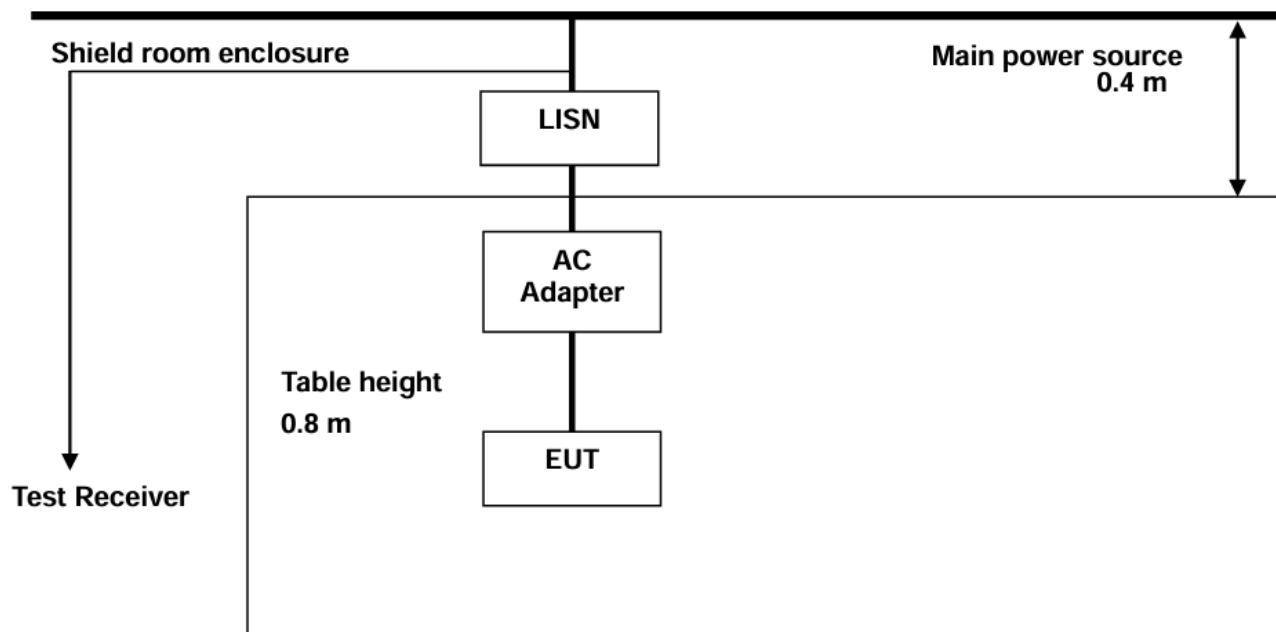 Shield room enclosure
Main power source
0.4 m
LISN
AC
Adapter
Table height
0.8 m
EUT
Test Receiver